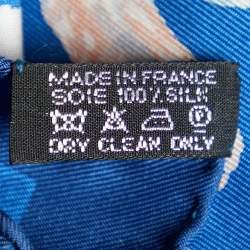 MADE IN FRANCE
SOIE 100% SILK
DRY CLEAN ONLY